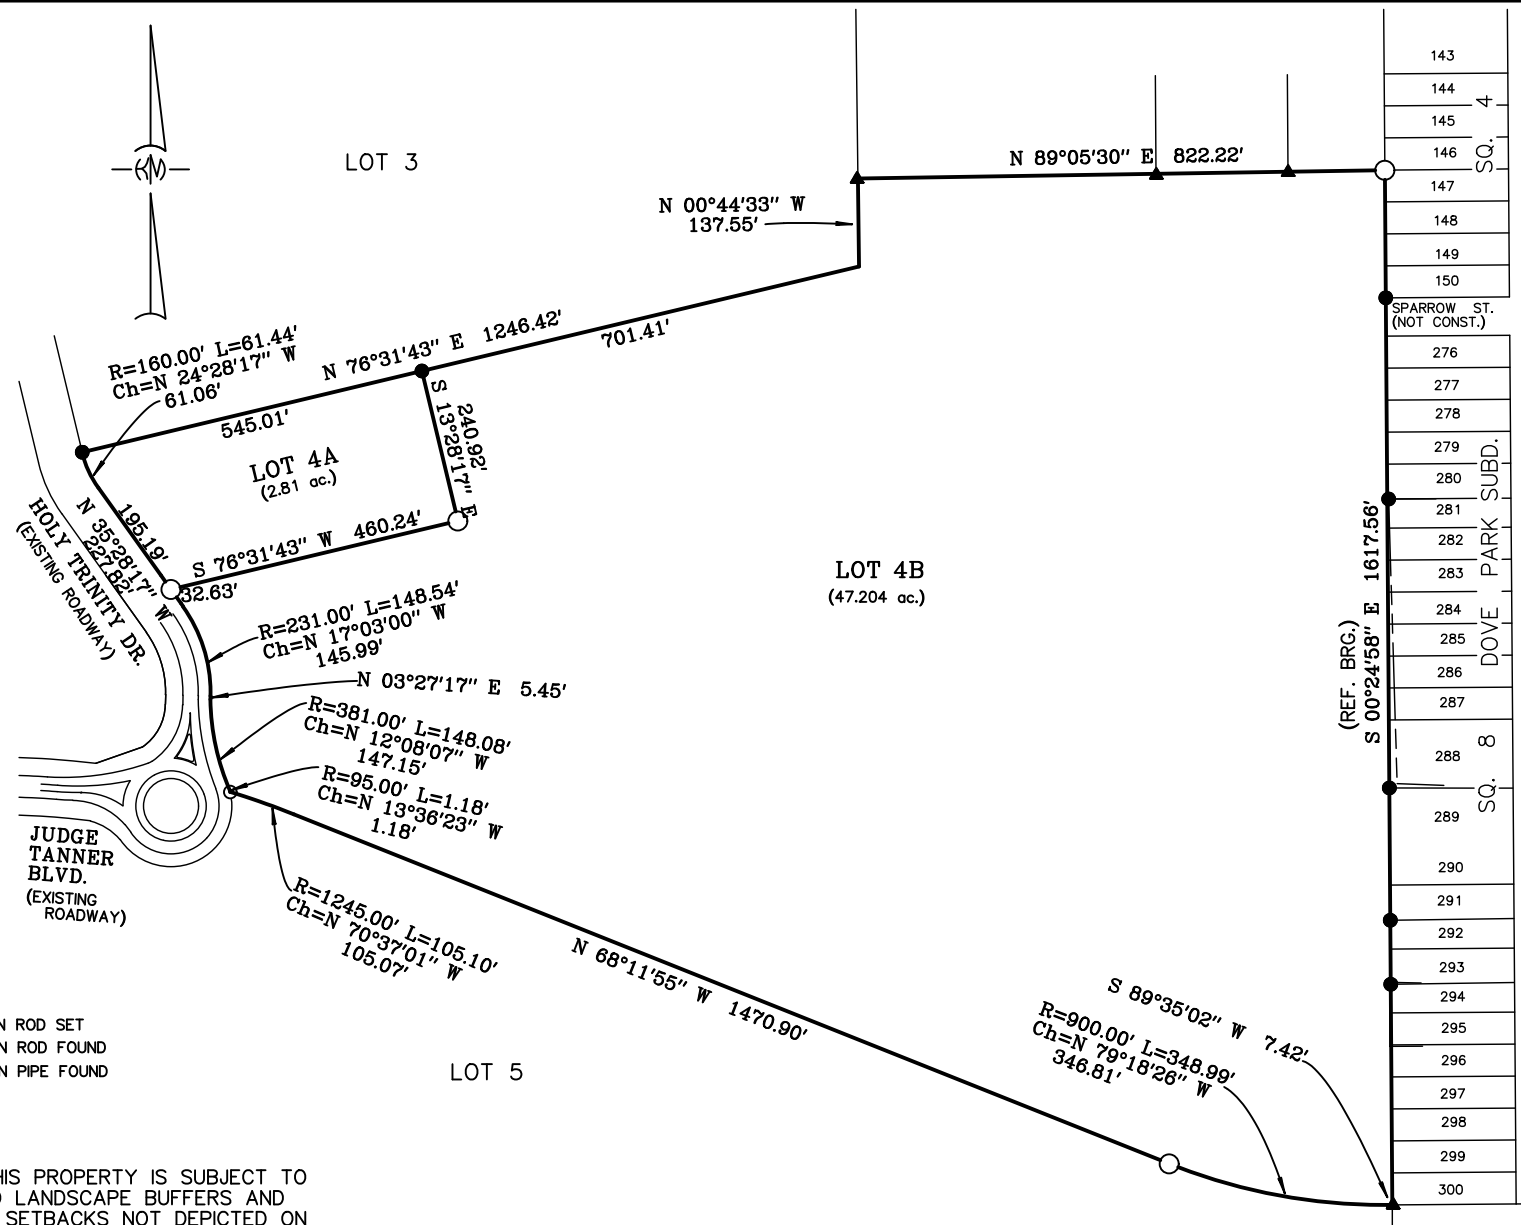 LOT 3
N 89°05'30" E 822.22'
N 00°44'33" W
137.55'
R=160.00' L=61.44'
Ch=N 24°28'17" W
61.06'
N 76°31'43" E 1246.42'
701.41'
545.01'
LOT 4A
(2.81 ac.)
240.92'
S 13°28'17" E
195.19'
N 35°28'17" W
227.82'
HOLY TRINITY DR.
(EXISTING ROADWAY)
S 76°31'43" W 460.24'
32.63'
R=231.00' L=148.54'
Ch=N 17°03'00" W
145.99'
N 03°27'17" E 5.45'
R=381.00' L=148.08'
Ch=N 12°08'07" W
147.15'
R=95.00' L=1.18'
Ch=N 13°36'23" W
1.18'
JUDGE
TANNER
BLVD.
(EXISTING
ROADWAY)
R=1245.00' L=105.10'
Ch=N 70°37'01" W
105.07'
LOT 4B
(47.204 ac.)
N 68°11'55" W 1470.90'
S 89°35'02" W 7.42'
R=900.00' L=348.99'
Ch=N 79°18'26" W
346.81'
(REF. BRG.)
S 00°24'58" E 1617.56'
LOT 5
N ROD SET
N ROD FOUND
N PIPE FOUND
HIS PROPERTY IS SUBJECT TO
LANDSCAPE BUFFERS AND
SETBACKS NOT DEPICTED ON
143
144
145
146
147
148
149
150
SQ. 4
SPARROW ST.
(NOT CONST.)
276
277
278
279
280
281
282
283
284
285
286
287
288
289
290
291
292
293
294
295
296
297
298
299
300
SQ. 8 DOVE PARK SUBD.